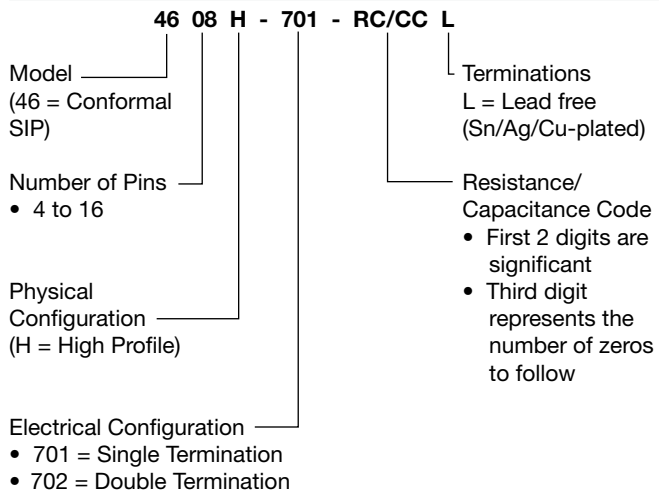 46 08 H - 701 - RC/CC L
Model
(46 = Conformal
SIP)
Number of Pins
• 4 to 16
Physical
Configuration
(H = High Profile)
Electrical Configuration
• 701 = Single Termination
• 702 = Double Termination
Terminations
L = Lead free
(Sn/Ag/Cu-plated)
Resistance/
Capacitance Code
• First 2 digits are
significant
• Third digit
represents the
number of zeros
to follow